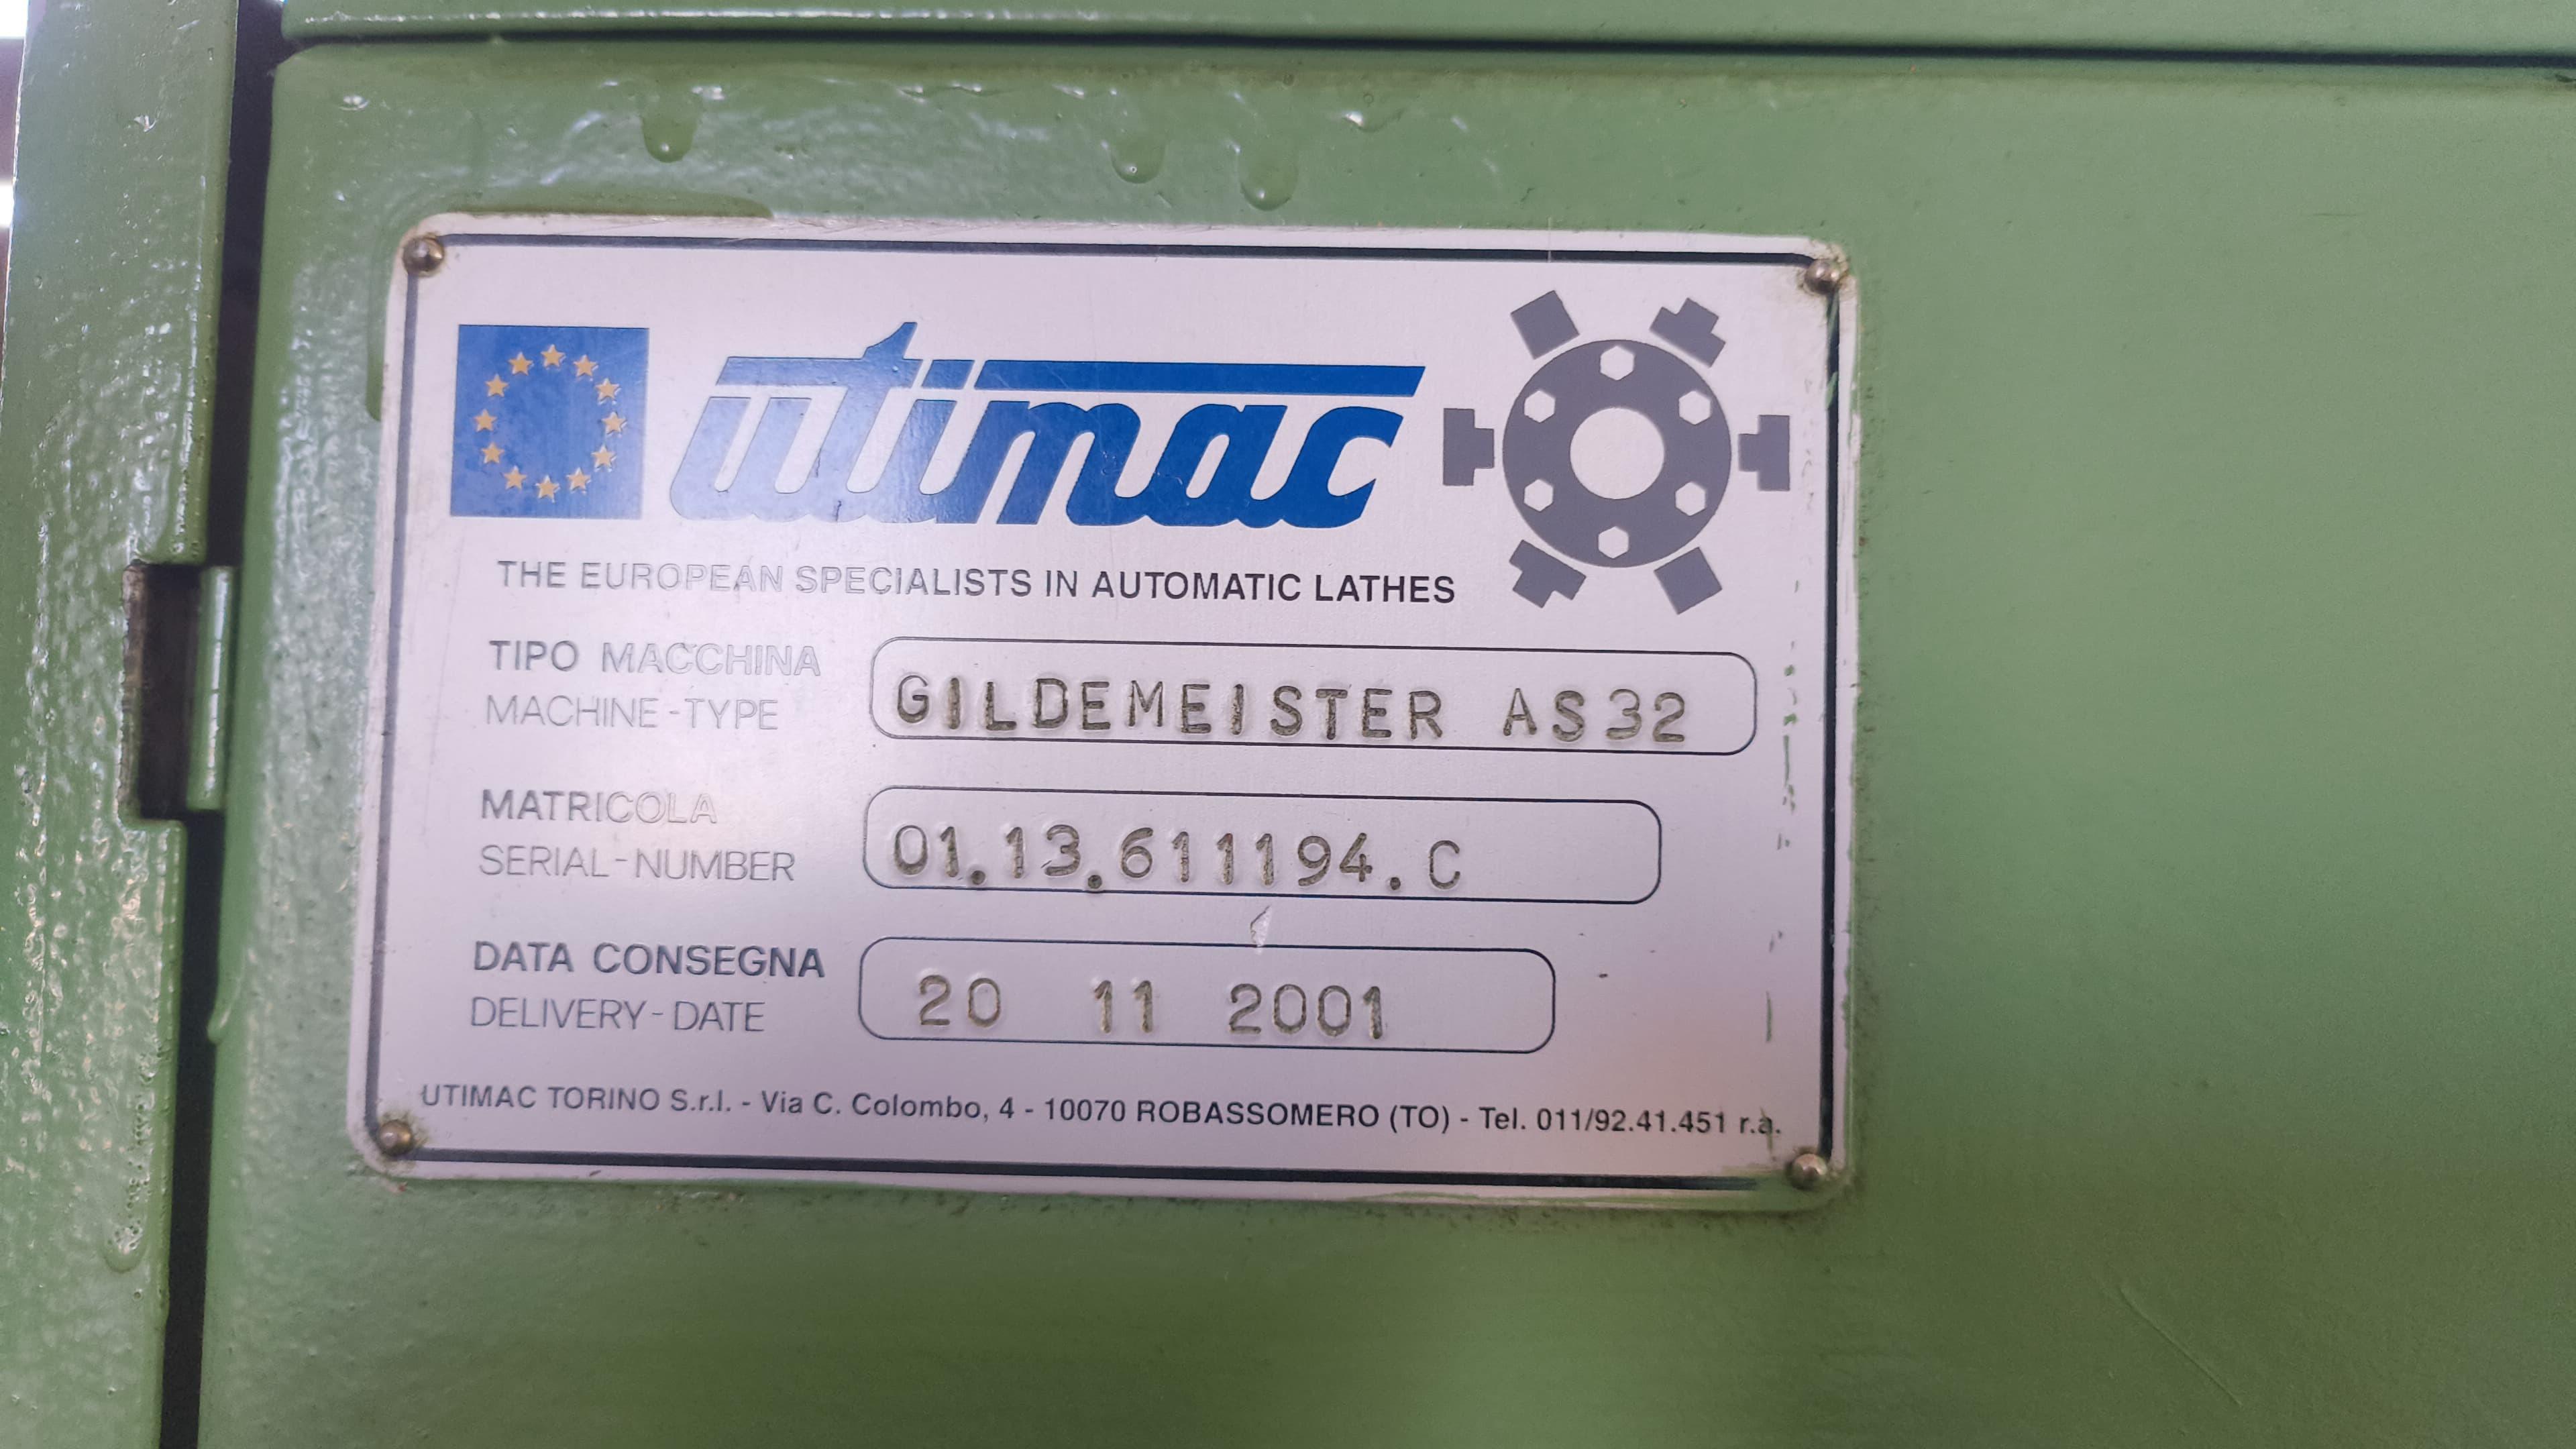 utimac
THE EUROPEAN SPECIALISTS IN AUTOMATIC LATHES
TIPO MACCHINA
MACHINE-TYPE
GILDEMEISTER AS32
MATRICOLA
SERIAL-NUMBER
01.13.611194.C
DATA CONSEGNA
DELIVERY-DATE
20 11 2001
UTIMAC TORINO S.r.l. - Via C. Colombo, 4 - 10070 ROBASSOMERO (TO) - Tel. 011/92.41.451 r.a.